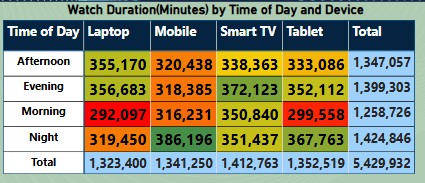 Watch Duration(Minutes) by Time of Day and Device
Time of Day Laptop Mobile Smart TV Tablet Total
Afternoon 355,170 320,438 338,363 333,086 1,347,057
Evening 356,683 318,385 372,123 352,112 1,399,303
Morning 292,097 316,231 350,840 299,558 1,258,726
Night 319,450 386,196 351,437 367,763 1,424,846
Total 1,323,400 1,341,250 1,412,763 1,352,519 5,429,932